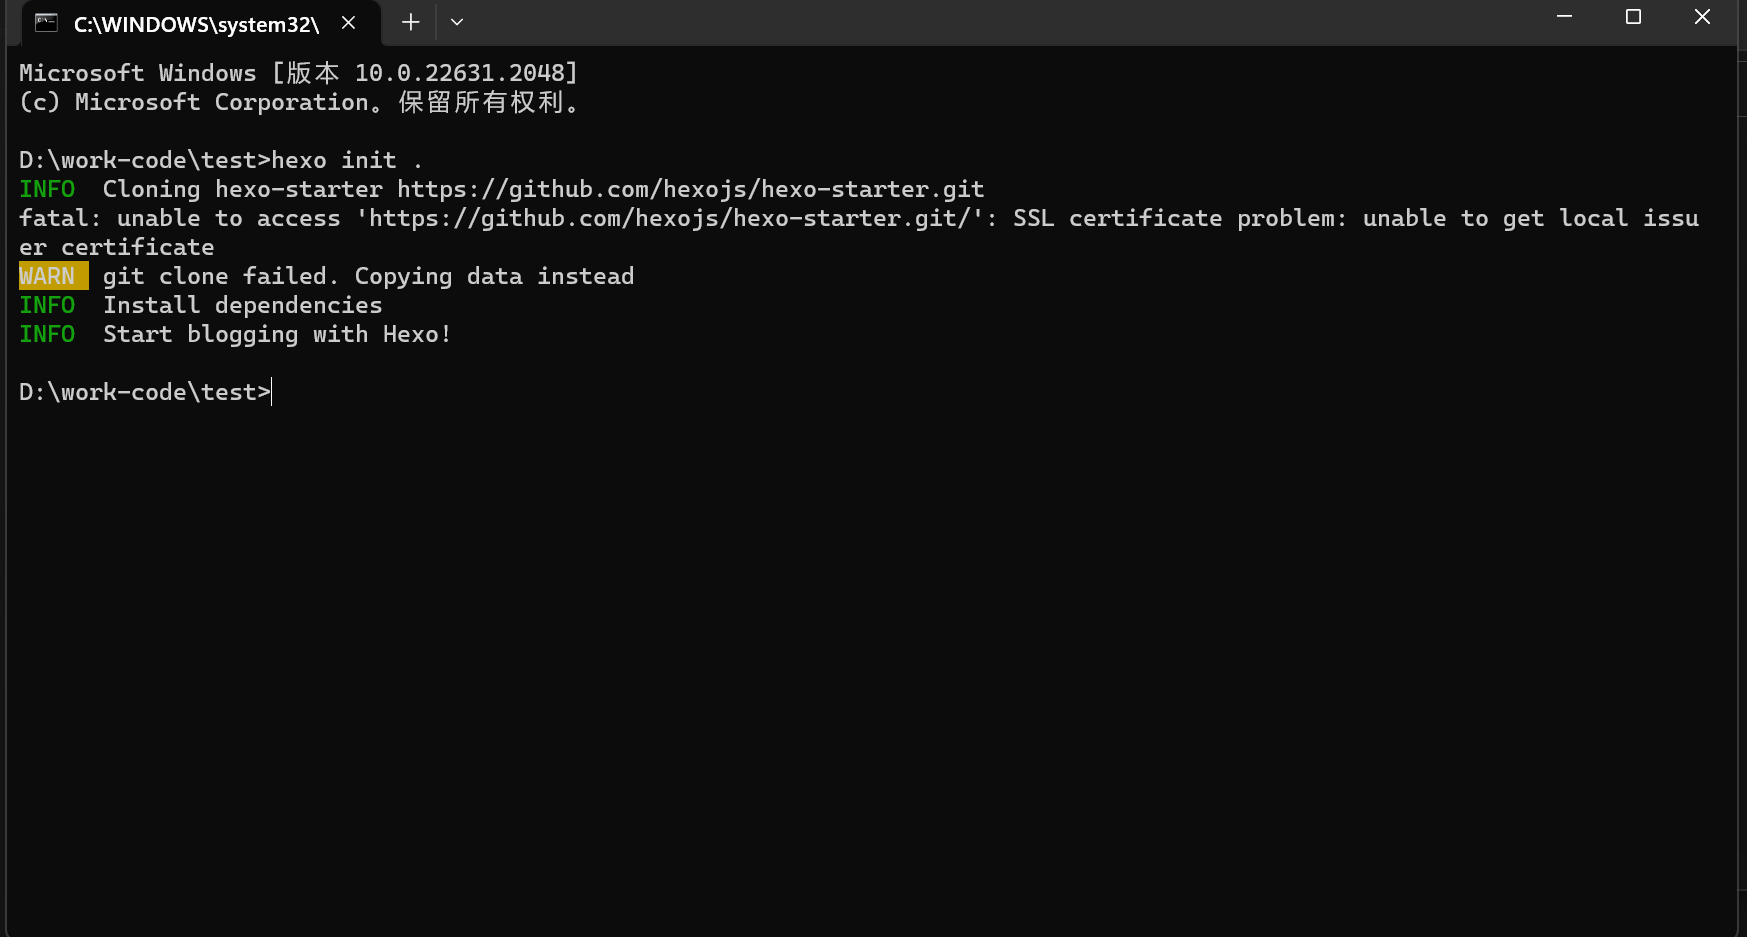 C:\WINDOWS\system32\
Microsoft Windows [版本 10.0.22631.2048]
(c) Microsoft Corporation。保留所有权利。
D:\work-code\test>hexo init .
INFO  Cloning hexo-starter https://github.com/hexojs/hexo-starter.git
fatal: unable to access 'https://github.com/hexojs/hexo-starter.git/': SSL certificate problem: unable to get local issu
er certificate
WARN  git clone failed. Copying data instead
INFO  Install dependencies
INFO  Start blogging with Hexo!
D:\work-code\test>